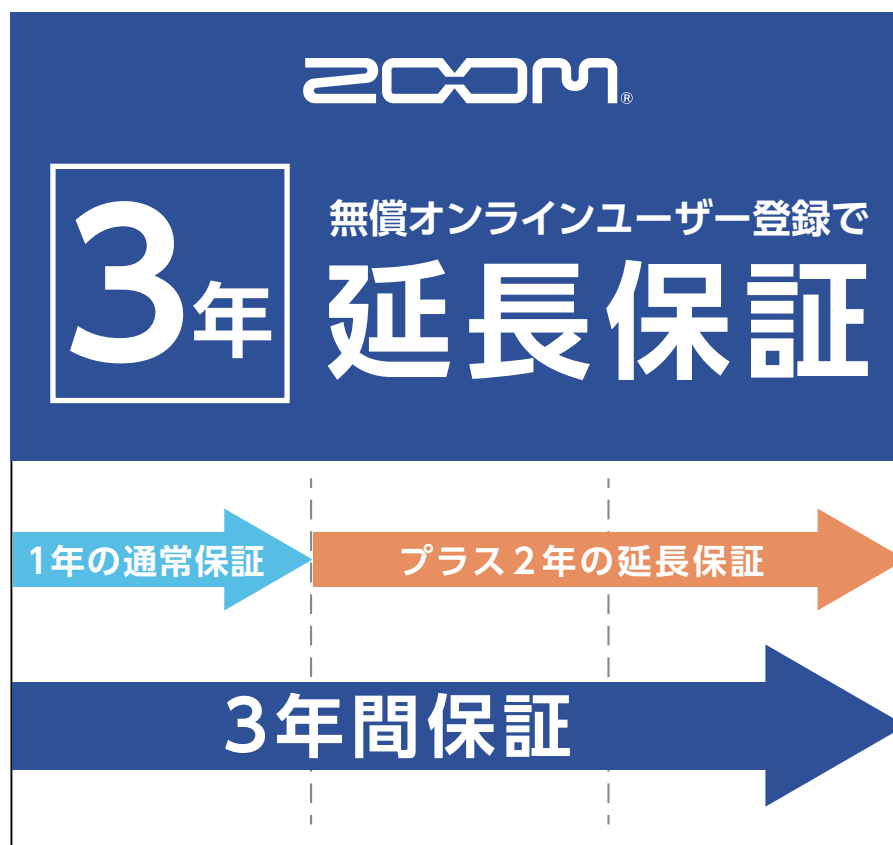 ZOOM®
3年
無償オンラインユーザー登録で
延長保証
1年の通常保証
プラス2年の延長保証
3年間保証